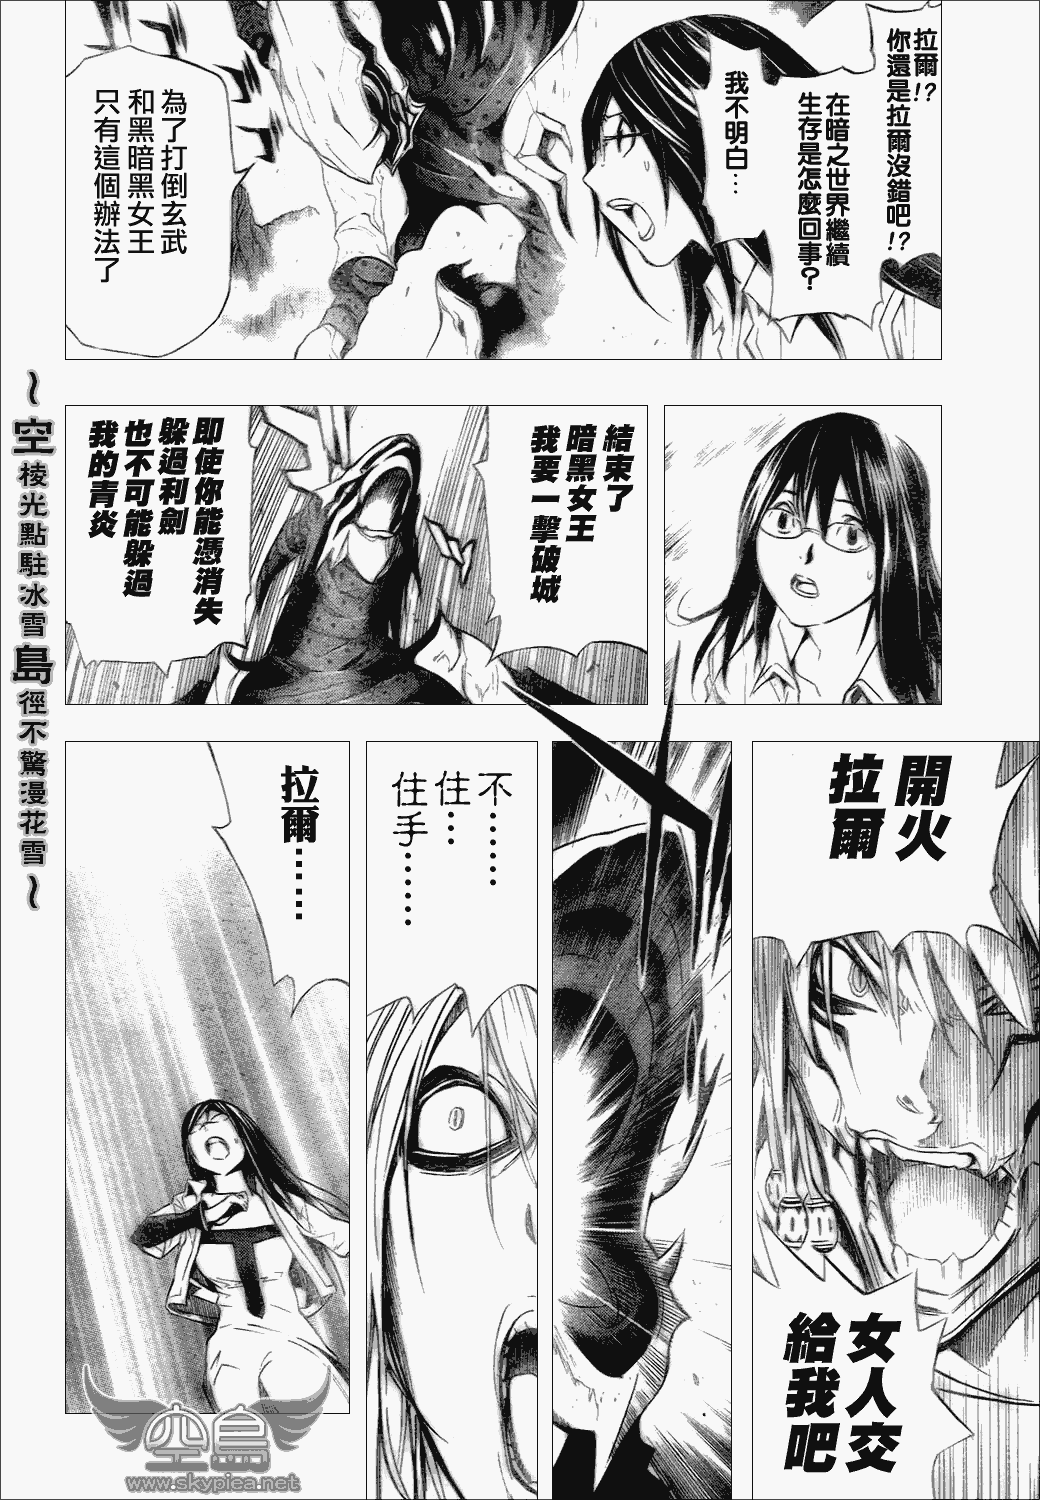 拉爾!?
你還是拉爾沒錯吧!?
在暗之世界繼續
生存是怎麼回事?
我不明白…
為了打倒玄武
和黑暗黑女王
只有這個辦法了
結束了
暗黑女王
我要一擊破城
即使你能憑消失
躲過利劍
也不可能躲過
我的青炎
開火
拉爾
女人交
給我吧
不……
住…
住手……
拉爾……
~空棱光點駐冰雪島徑不驚漫花雪~
空島
www.skypiea.net